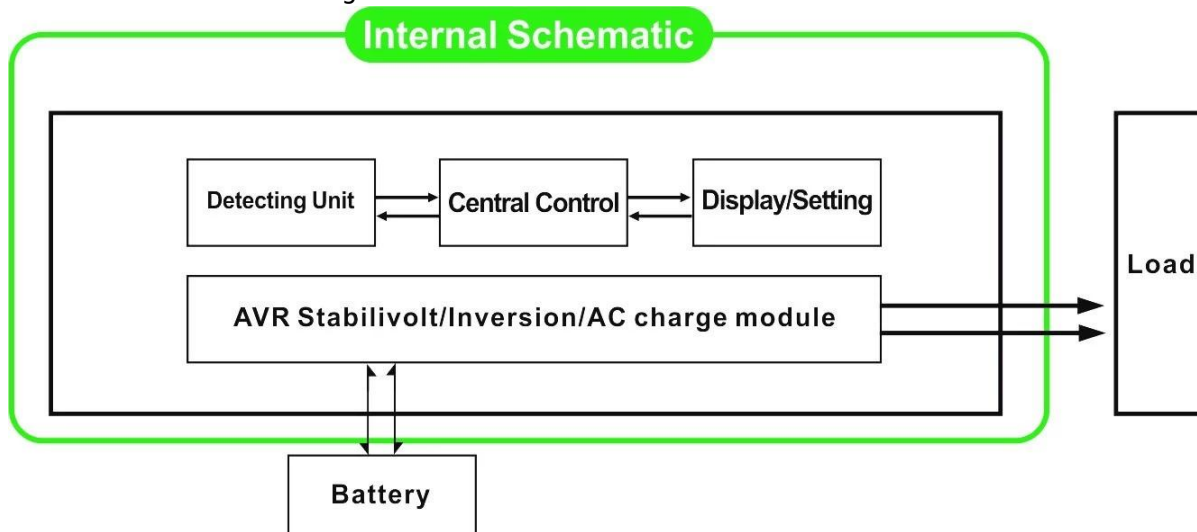 Internal Schematic
Detecting Unit
Central Control
Display/Setting
Load
AVR Stabilivolt/Inversion/AC charge module
Battery